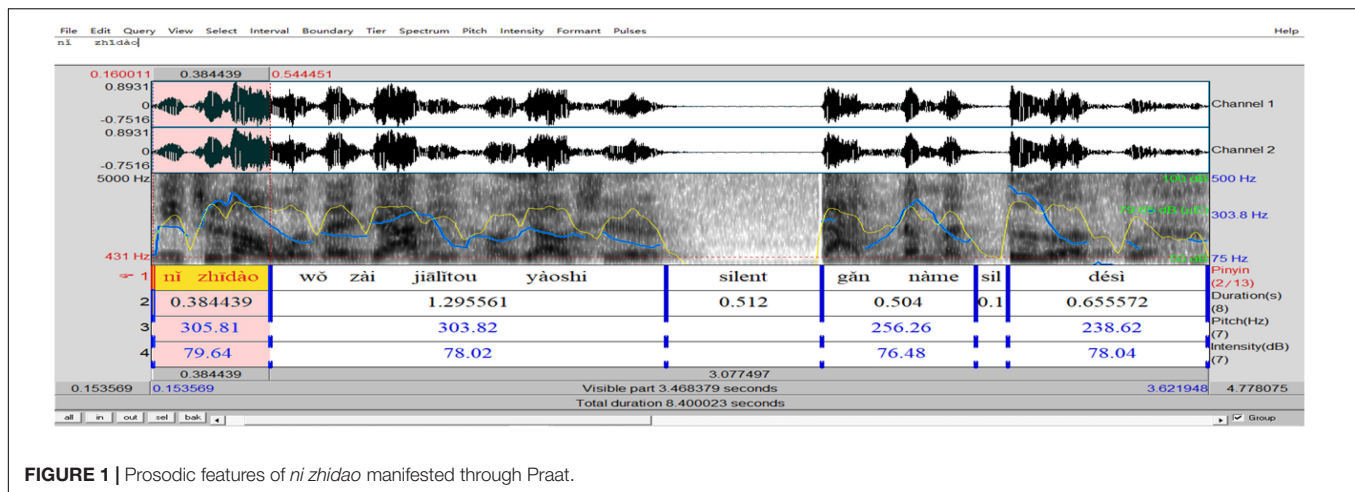 File Edit Query View Select Interval Boundary Tier Spectrum Pitch Intensity Formant Pulses Help
nǐ zhīdào
0.160011 0.384439 0.544451
0.8931
0
-0.7516
Channel 1
0.8931
0
-0.7516
Channel 2
5000 Hz 500 Hz
303.8 Hz
431 Hz 75 Hz
1 nǐ zhīdào wǒ zài jiālǐtou yàoshi silent gǎn nàme sil désì Pinyin
(2/13)
2 0.384439 1.295561 0.512 0.504 0.1 0.655572 Duration(s)
(8)
3 305.81 303.82 256.26 238.62 Pitch(Hz)
(7)
4 79.64 78.02 76.48 78.04 Intensity(dB)
(7)
0.384439 3.077497
0.153569 0.153569 Visible part 3.468379 seconds 3.621948 4.778075
Total duration 8.400023 seconds
all in out sel bak Group
FIGURE 1 | Prosodic features of ni zhidao manifested through Praat.